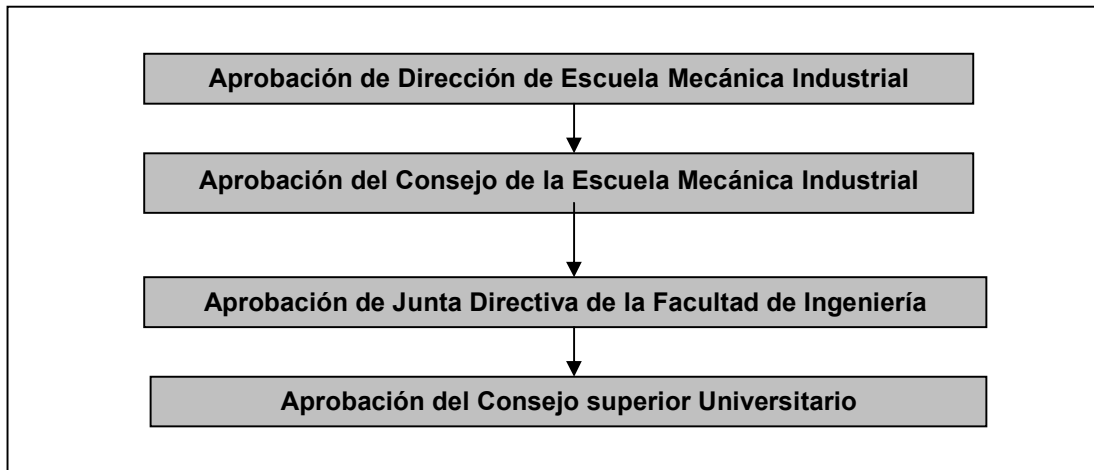 Aprobación de Dirección de Escuela Mecánica Industrial
Aprobación del Consejo de la Escuela Mecánica Industrial
Aprobación de Junta Directiva de la Facultad de Ingeniería
Aprobación del Consejo superior Universitario